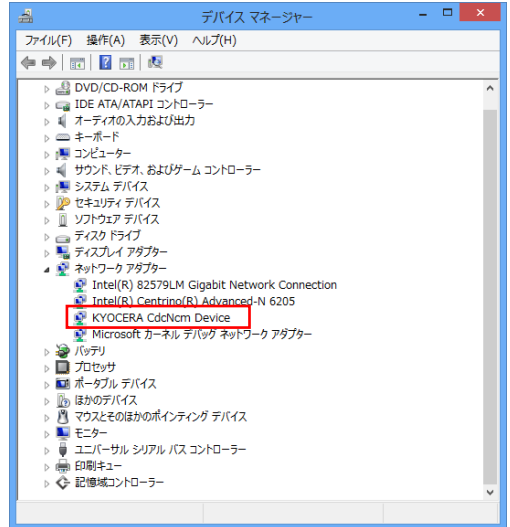 デバイス マネージャー
ファイル(F) 操作(A) 表示(V) ヘルプ(H)
DVD/CD-ROM ドライブ
IDE ATA/ATAPI コントローラー
オーディオの入力および出力
キーボード
コンピューター
サウンド、ビデオ、およびゲーム コントローラー
システム デバイス
セキュリティ デバイス
ソフトウェア デバイス
ディスク ドライブ
ディスプレイ アダプター
ネットワーク アダプター
Intel(R) 82579LM Gigabit Network Connection
Intel(R) Centrino(R) Advanced-N 6205
KYOCERA CdcNcm Device
Microsoft カーネル デバッグ ネットワーク アダプター
バッテリ
プロセッサ
ポータブル デバイス
ほかのデバイス
マウスとそのほかのポインティング デバイス
モニター
ユニバーサル シリアル バス コントローラー
印刷キュー
記憶域コントローラー